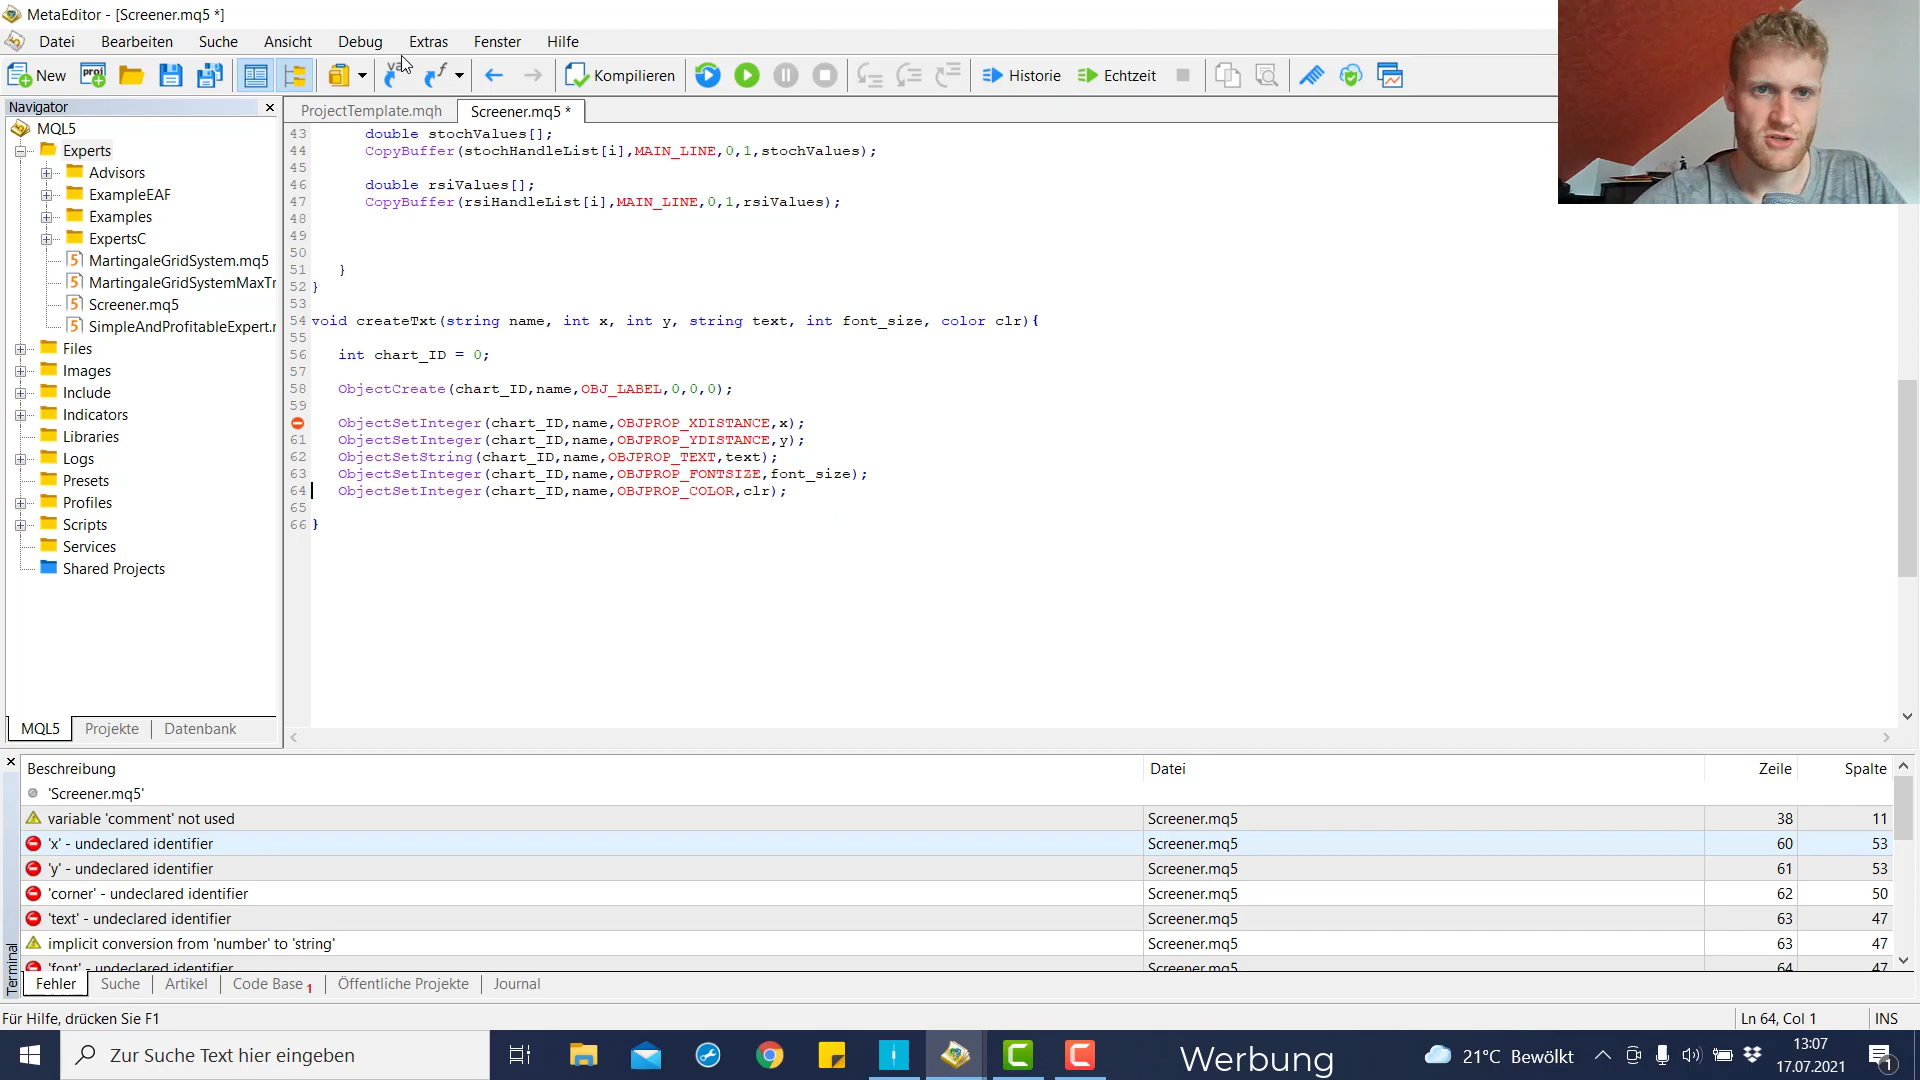 MetaEditor - [Screener.mq5 *]
Datei Bearbeiten Suche Ansicht Debug Extras Fenster Hilfe
New Kompilieren Historie Echtzeit
Navigator
MQL5
Experts
Advisors
ExampleEAF
Examples
ExpertsC
MartingaleGridSystem.mq5
MartingaleGridSystemMaxTr
Screener.mq5
SimpleAndProfitableExpert.r
Files
Images
Include
Indicators
Libraries
Logs
Presets
Profiles
Scripts
Services
Shared Projects
MQL5 Projekte Datenbank
ProjectTemplate.mqh Screener.mq5 *
43 double stochValues[];
44 CopyBuffer(stochHandleList[i],MAIN_LINE,0,1,stochValues);
45
46 double rsiValues[];
47 CopyBuffer(rsiHandleList[i],MAIN_LINE,0,1,rsiValues);
48
49
50
51 }
52 }
53
54 void createTxt(string name, int x, int y, string text, int font_size, color clr){
55
56 int chart_ID = 0;
57
58 ObjectCreate(chart_ID,name,OBJ_LABEL,0,0,0);
59
ObjectSetInteger(chart_ID,name,OBJPROP_XDISTANCE,x);
61 ObjectSetInteger(chart_ID,name,OBJPROP_YDISTANCE,y);
62 ObjectSetString(chart_ID,name,OBJPROP_TEXT,text);
63 ObjectSetInteger(chart_ID,name,OBJPROP_FONTSIZE,font_size);
64 ObjectSetInteger(chart_ID,name,OBJPROP_COLOR,clr);
65
66 }
Beschreibung Datei Zeile Spalte
'Screener.mq5'
variable 'comment' not used Screener.mq5 38 11
'x' - undeclared identifier Screener.mq5 60 53
'y' - undeclared identifier Screener.mq5 61 53
'corner' - undeclared identifier Screener.mq5 62 50
'text' - undeclared identifier Screener.mq5 63 47
implicit conversion from 'number' to 'string' Screener.mq5 63 47
'font' - undeclared identifier Screener.mq5 64 47
Terminal
Fehler Suche Artikel Code Base 1 Öffentliche Projekte Journal
Für Hilfe, drücken Sie F1 Ln 64, Col 1 INS
Zur Suche Text hier eingeben Werbung 21°C Bewölkt 13:07
17.07.2021 1